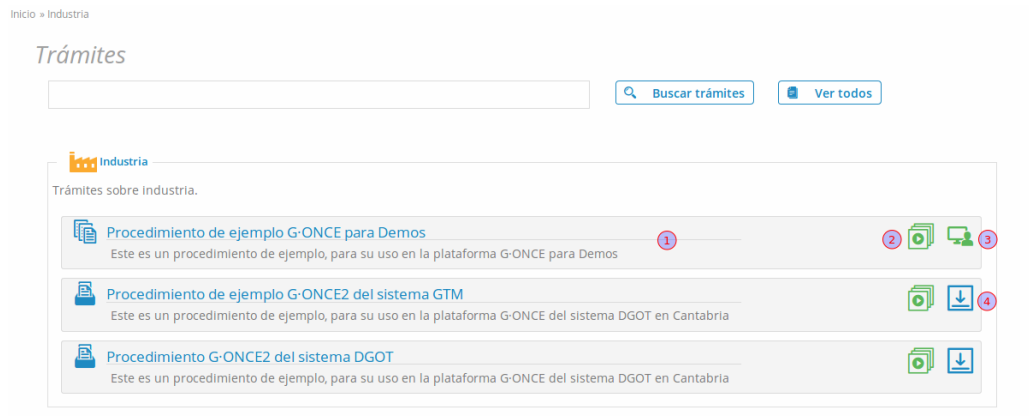 Inicio » Industria
Trámites
Buscar trámites Ver todos
Industria
Trámites sobre industria.
Procedimiento de ejemplo G·ONCE para Demos 1 2 3
Este es un procedimiento de ejemplo, para su uso en la plataforma G·ONCE para Demos
Procedimiento de ejemplo G·ONCE2 del sistema GTM 4
Este es un procedimiento de ejemplo, para su uso en la plataforma G·ONCE del sistema DGOT en Cantabria
Procedimiento G·ONCE2 del sistema DGOT
Este es un procedimiento de ejemplo, para su uso en la plataforma G·ONCE del sistema DGOT en Cantabria